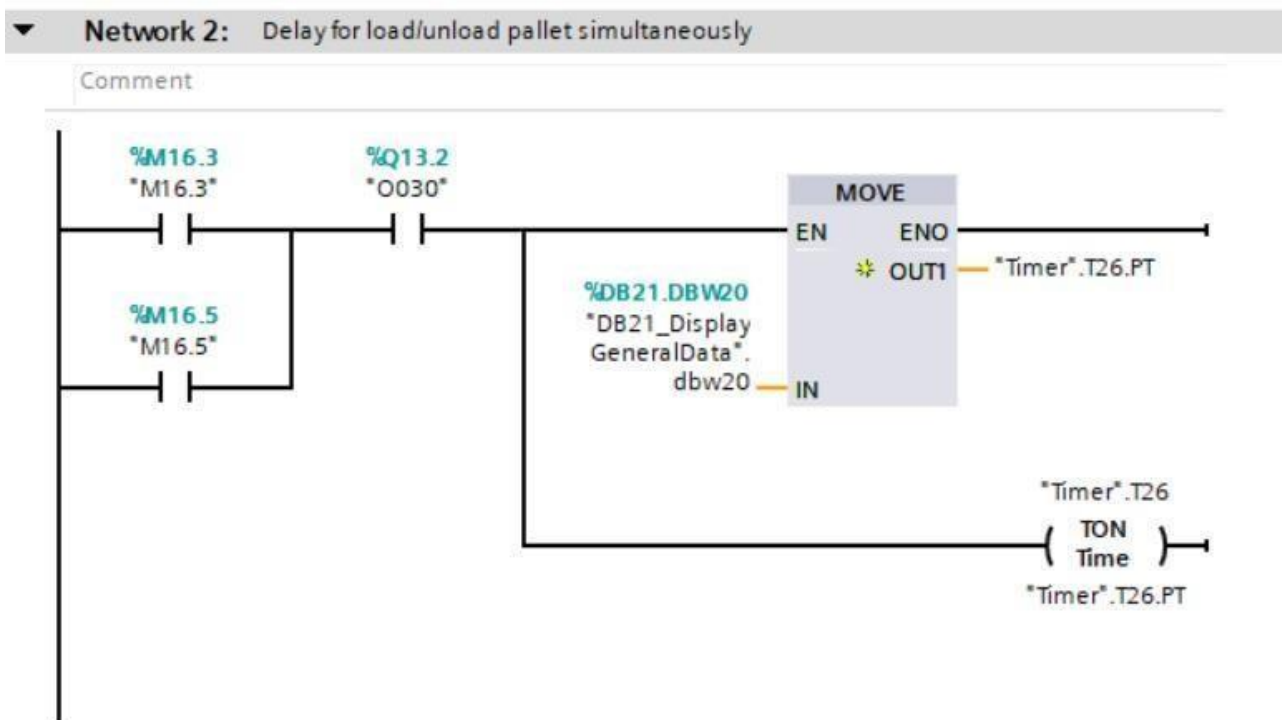 Network 2: Delay for load/unload pallet simultaneously
Comment
%M16.3
"M16.3"
%Q13.2
"O030"
MOVE
EN ENO
OUT1
"Timer".T26.PT
%DB21.DBW20
"DB21_Display
GeneralData".
dbw20
IN
%M16.5
"M16.5"
"Timer".T26
TON
Time
"Timer".T26.PT